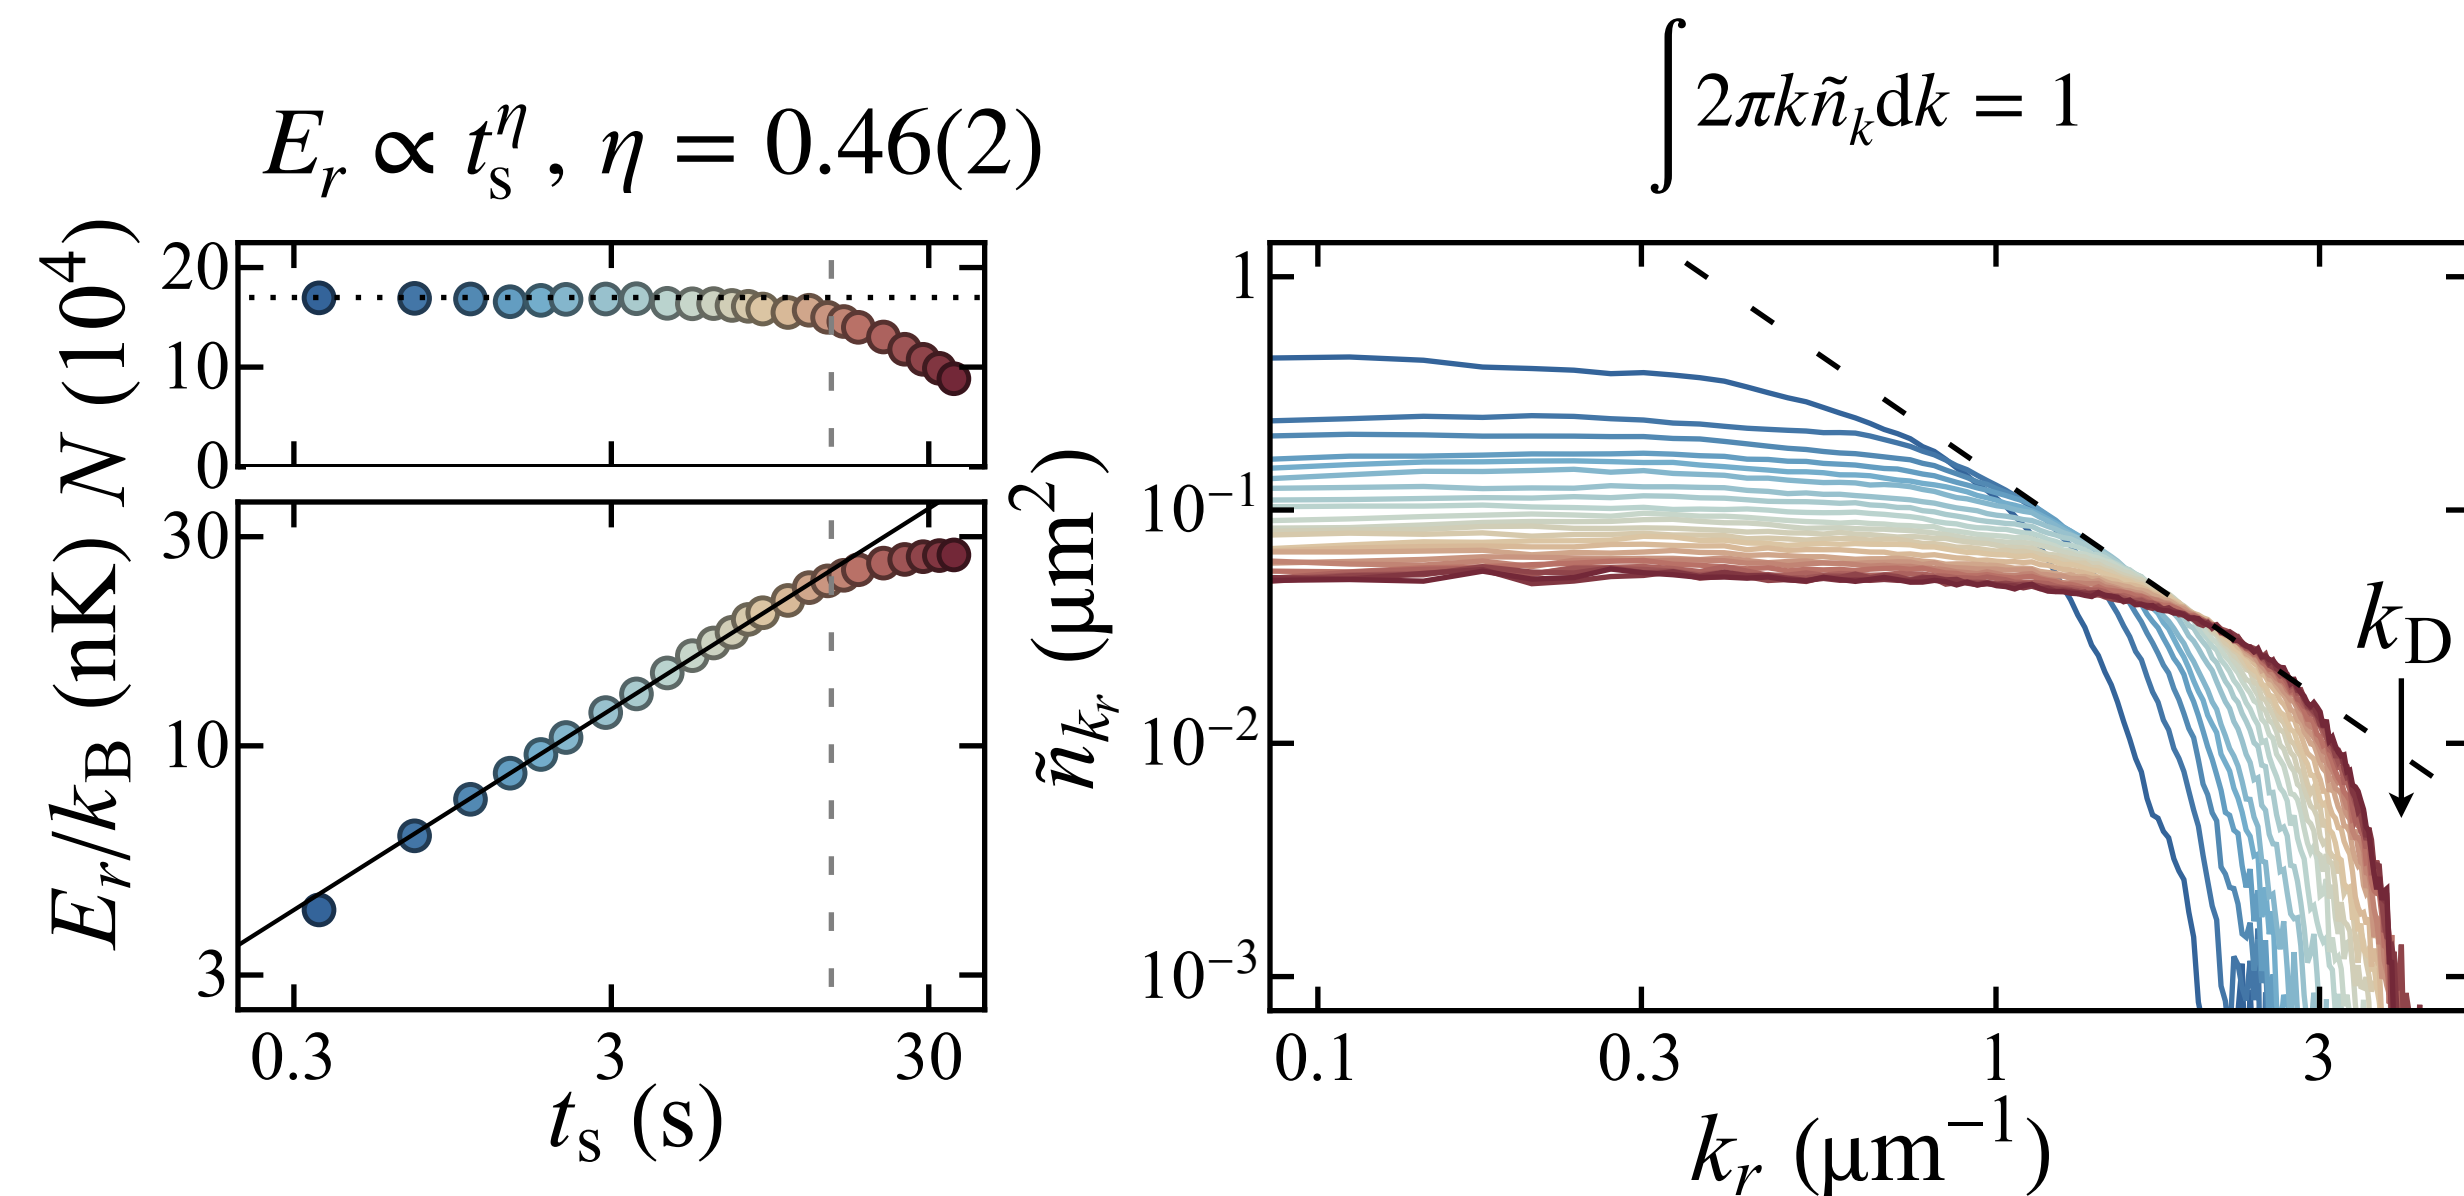 E_r ∝ t_s^η , η = 0.46(2)
∫ 2πkñ_k dk = 1
N (10^4)
20
10
0
E_r//k_B (nK)
30
10
3
0.3 3 30
t_s (s)
ñ_{k_r} (μm^2)
1
10^{−1}
10^{−2}
10^{−3}
k_D
0.1 0.3 1 3
k_r (μm^{−1})